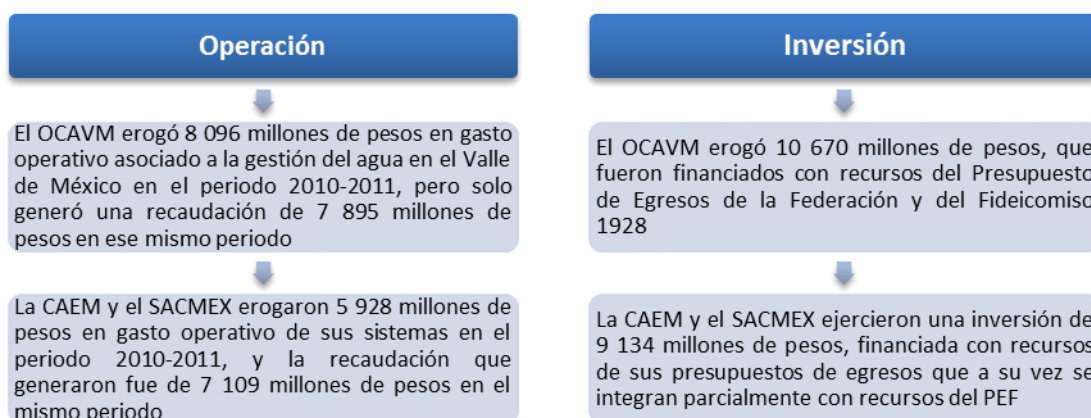 Operación
El OCAVM erogó 8 096 millones de pesos en gasto
operativo asociado a la gestión del agua en el Valle
de México en el periodo 2010-2011, pero solo
generó una recaudación de 7 895 millones de
pesos en ese mismo periodo
La CAEM y el SACMEX erogaron 5 928 millones de
pesos en gasto operativo de sus sistemas en el
periodo 2010-2011, y la recaudación que
generaron fue de 7 109 millones de pesos en el
mismo periodo
Inversión
El OCAVM erogó 10 670 millones de pesos, que
fueron financiados con recursos del Presupuesto
de Egresos de la Federación y del Fideicomiso
1928
La CAEM y el SACMEX ejercieron una inversión de
9 134 millones de pesos, financiada con recursos
de sus presupuestos de egresos que a su vez se
integran parcialmente con recursos del PEF